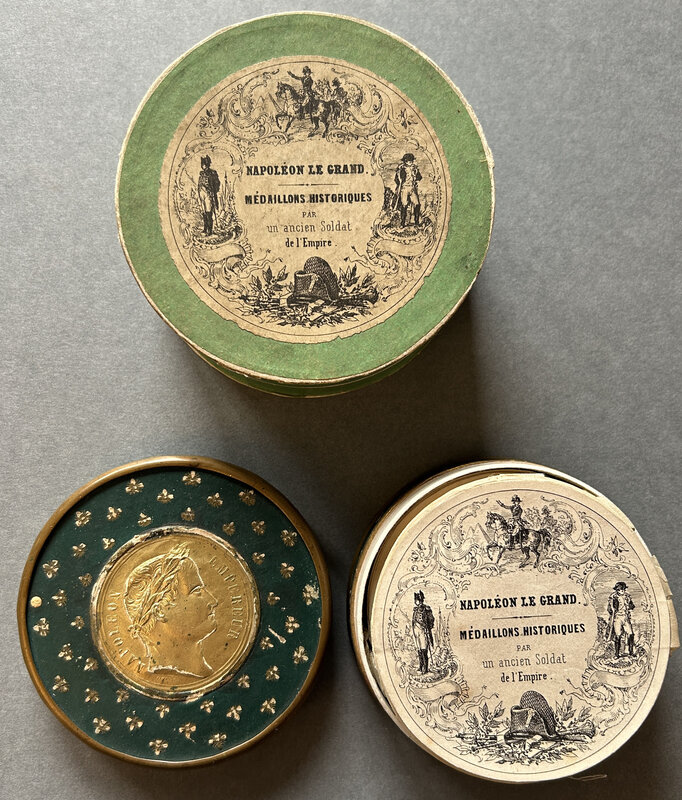 NAPOLÉON LE GRAND.
MÉDAILLONS HISTORIQUES
PAR
un ancien Soldat
de l'Empire.
NAPOLEON EMPEREUR
NAPOLÉON LE GRAND.
MÉDAILLONS HISTORIQUES
PAR
un ancien Soldat
de l'Empire.